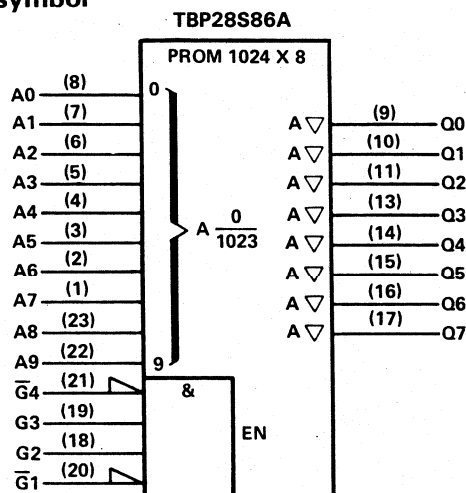 symbol
TBP28S86A
PROM 1024 X 8
A0 (8) 0
A1 (7) A ▽ (9) Q0
A2 (6) A ▽ (10) Q1
A3 (5) A ▽ (11) Q2
A4 (4) A ▽ (13) Q3
A5 (3) A 0/1023 A ▽ (14) Q4
A6 (2) A ▽ (15) Q5
A7 (1) A ▽ (16) Q6
A8 (23) A ▽ (17) Q7
A9 (22) 9
G̅4 (21) &
G3 (19) EN
G2 (18)
G̅1 (20)